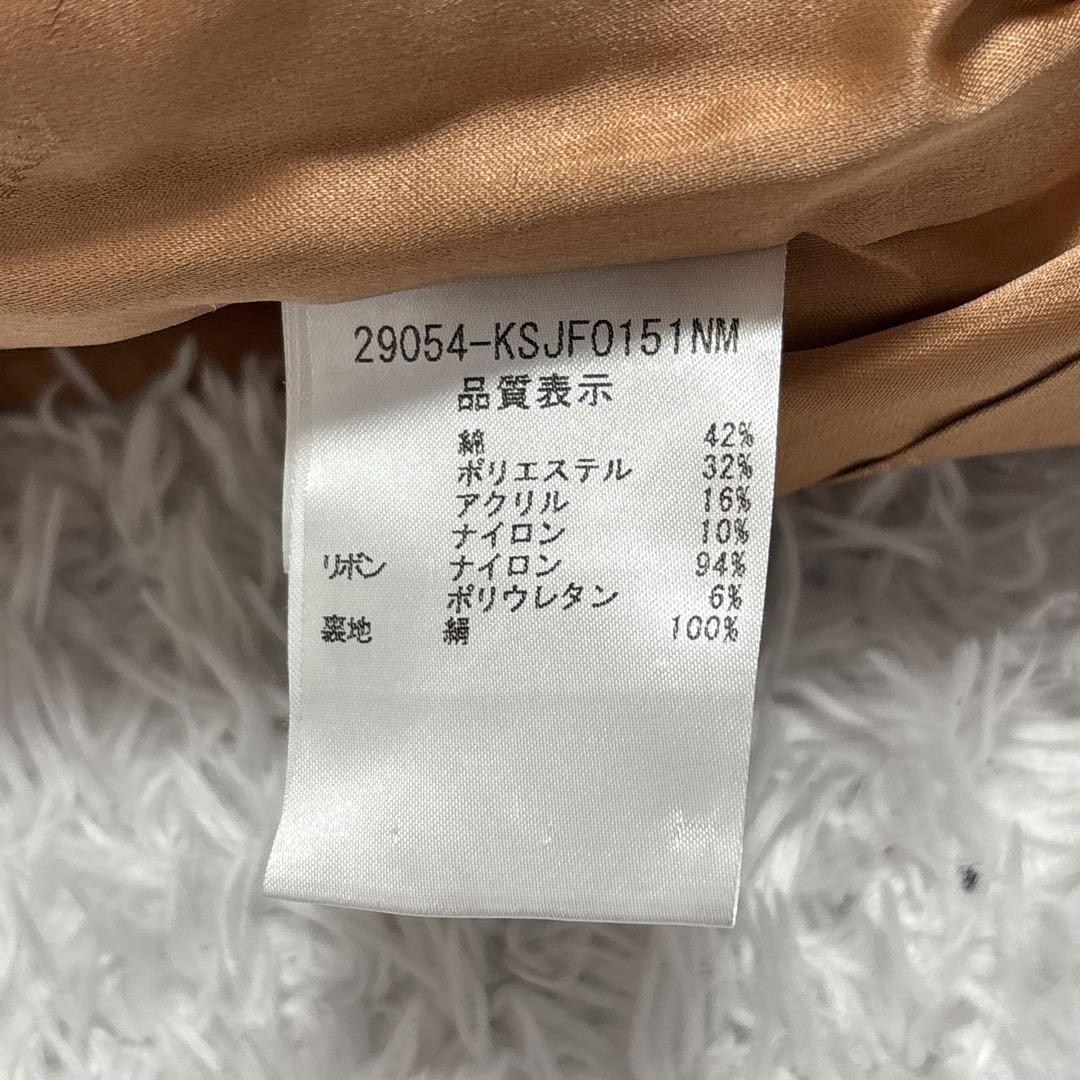 29054-KSJF0151NM
品質表示
綿 42%
ポリエステル 32%
アクリル 16%
ナイロン 10%
リボン ナイロン 94%
ポリウレタン 6%
裏地 絹 100%